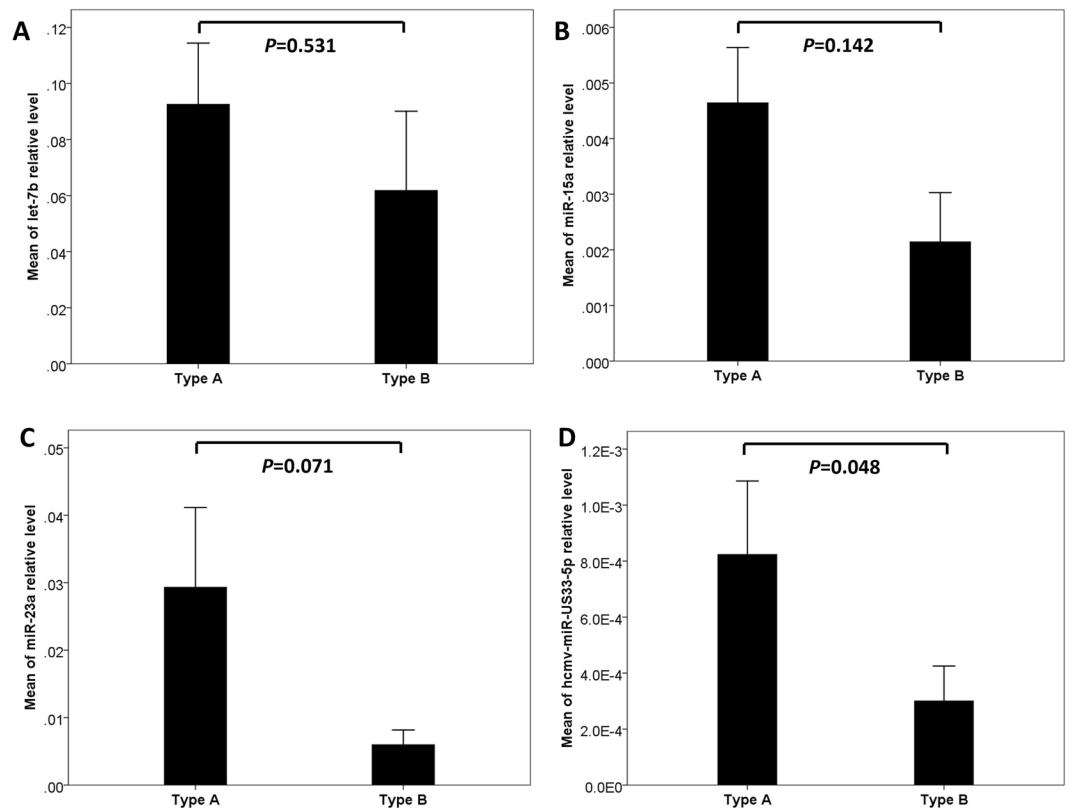 A
Mean of let-7b relative level
.12
.10
.08
.06
.04
.02
.00
P=0.531
Type A
Type B
B
Mean of miR-15a relative level
.006
.005
.004
.003
.002
.001
.000
P=0.142
Type A
Type B
C
Mean of miR-23a relative level
.05
.04
.03
.02
.01
.00
P=0.071
Type A
Type B
D
Mean of hcmv-miR-US33-5p relative level
1.2E-3
1.0E-3
8.0E-4
6.0E-4
4.0E-4
2.0E-4
0.0E0
P=0.048
Type A
Type B